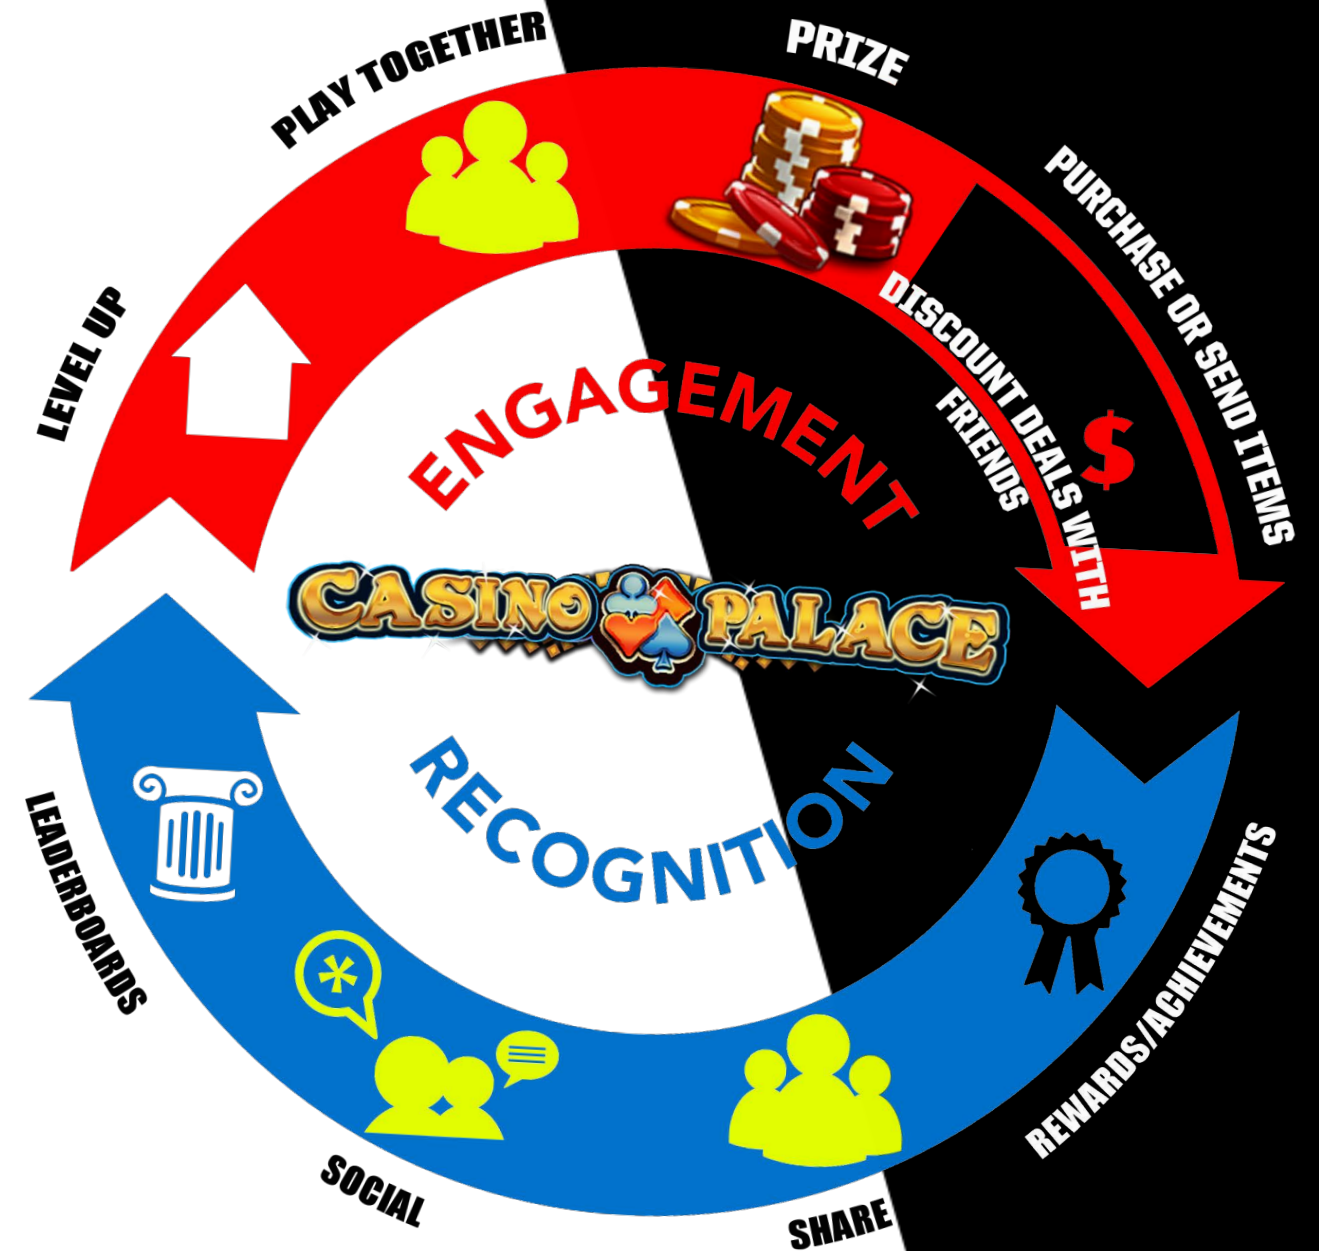 PLAY TOGETHER
PRIZE
PURCHASE OR SEND ITEMS
LEVEL UP
DISCOUNT DEALS WITH
FRIENDS
$
ENGAGEMENT
CASINO PALACE
RECOGNITION
LEADERBOARDS
*
REWARDS/ACHIEVEMENTS
SOCIAL
SHARE